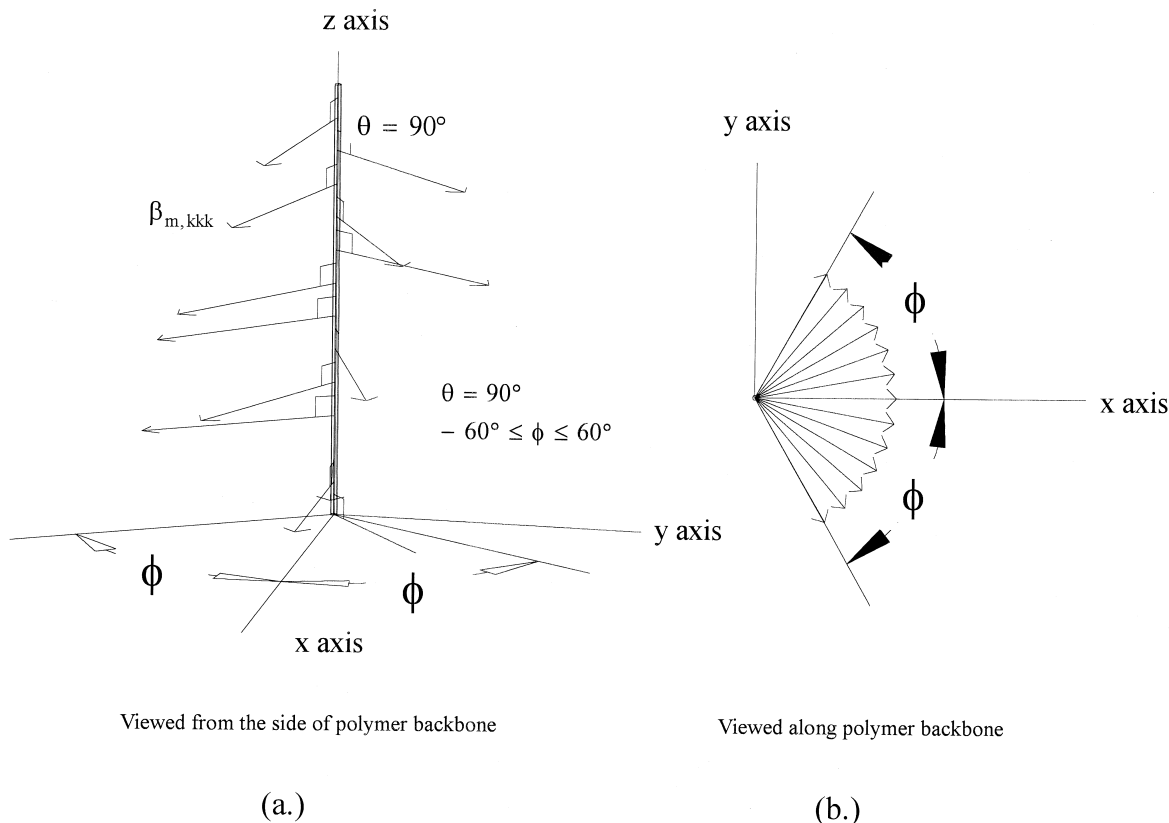 z axis
θ = 90°
β m,kkk
θ = 90°
− 60° ≤ ϕ ≤ 60°
y axis
ϕ
ϕ
x axis
Viewed from the side of polymer backbone
(a.)
y axis
ϕ
x axis
ϕ
Viewed along polymer backbone
(b.)